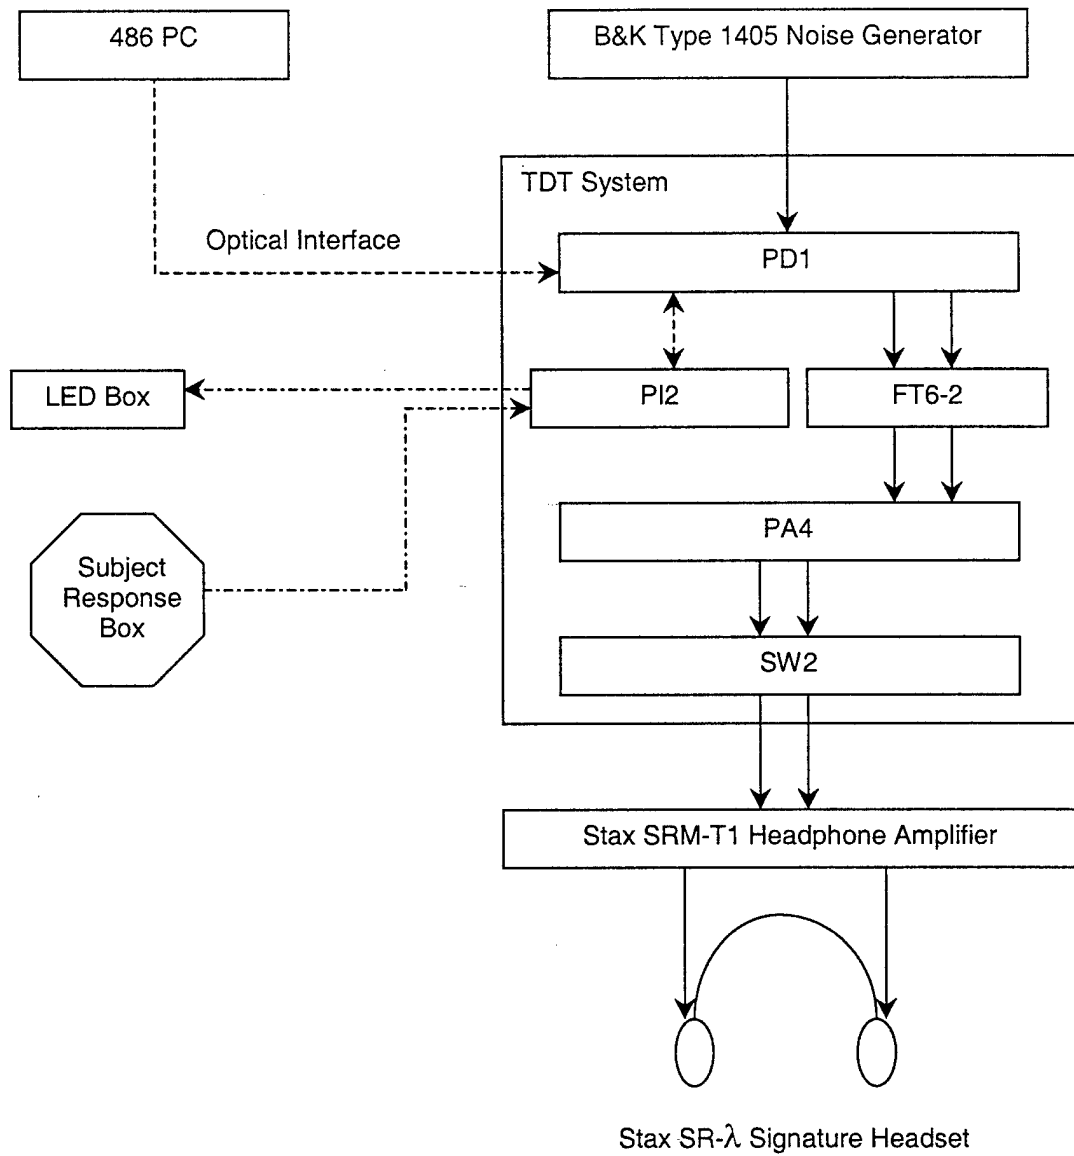 486 PC
B&K Type 1405 Noise Generator
TDT System
Optical Interface
PD1
LED Box
PI2
FT6-2
PA4
Subject
Response
Box
SW2
Stax SRM-T1 Headphone Amplifier
Stax SR-λ Signature Headset